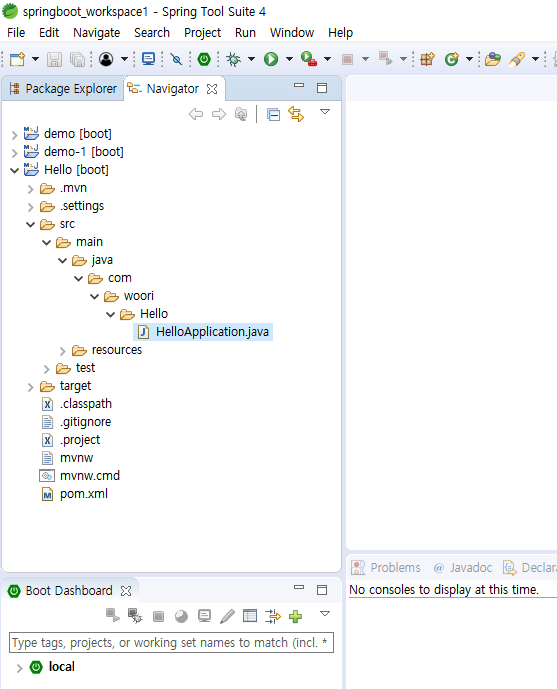 springboot_workspace1 - Spring Tool Suite 4
File Edit Navigate Search Project Run Window Help
Package Explorer Navigator
demo [boot]
demo-1 [boot]
Hello [boot]
.mvn
.settings
src
main
java
com
woori
Hello
HelloApplication.java
resources
test
target
.classpath
.gitignore
.project
mvnw
mvnw.cmd
pom.xml
Problems @ Javadoc Declara
No consoles to display at this time.
Boot Dashboard
Type tags, projects, or working set names to match (incl. *
local